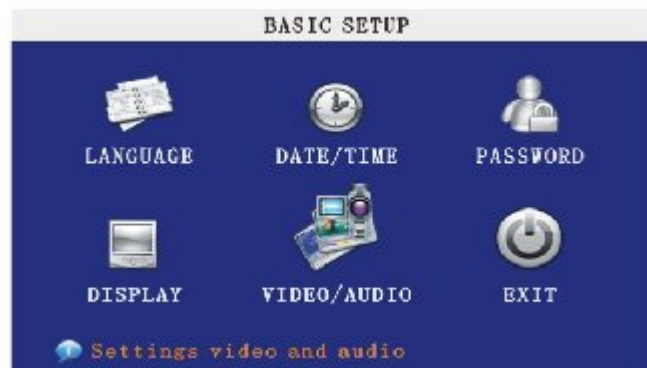 BASIC SETUP
LANGUAGE DATE/TIME PASSWORD
DISPLAY VIDEO/AUDIO EXIT
Settings video and audio